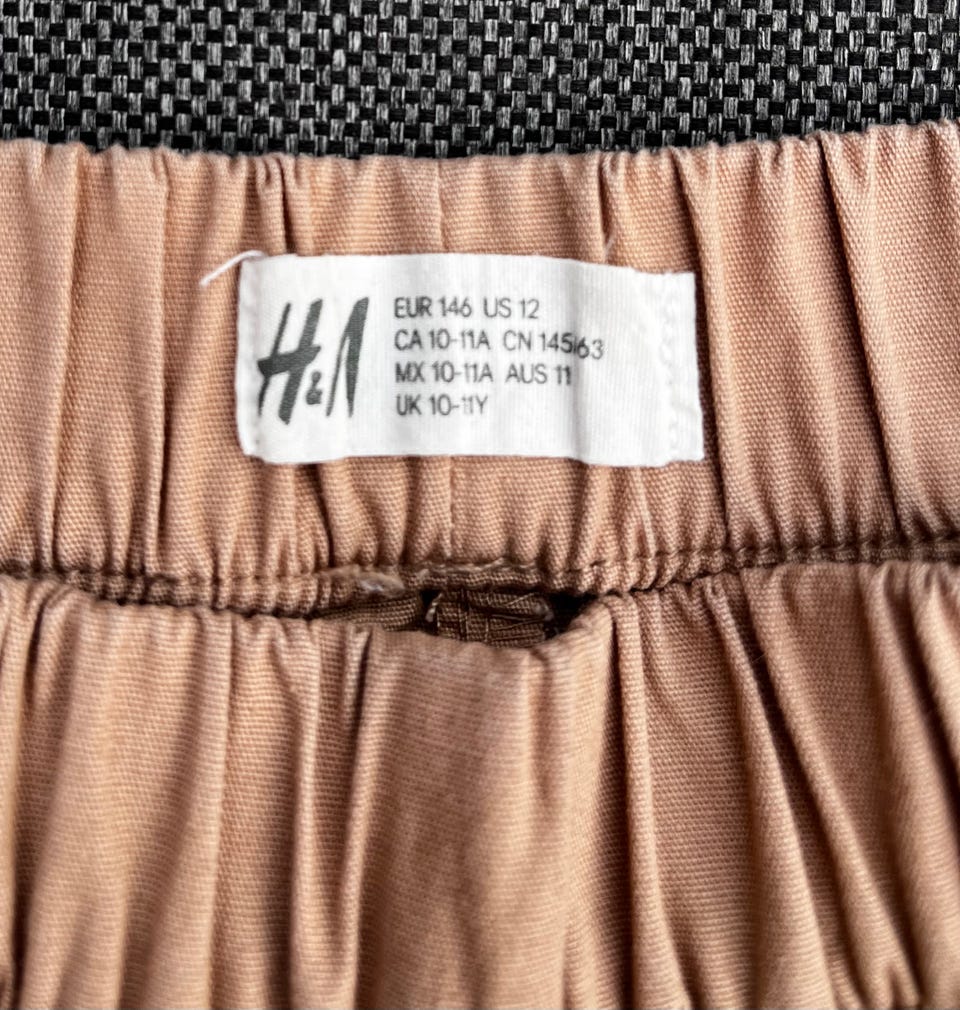 H&M
EUR 146 US 12
CA 10-11A CN 145/63
MX 10-11A AUS 11
UK 10-11Y